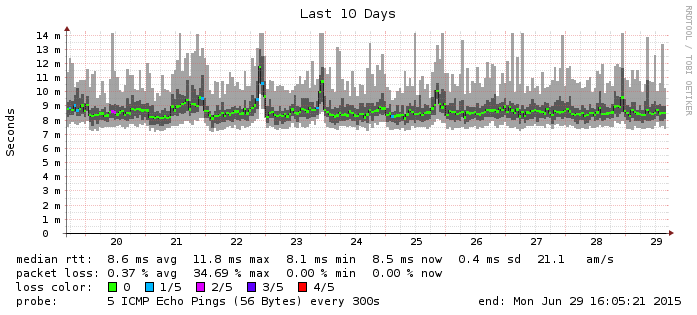 Last 10 Days
RRDTOOL / TOBI OETIKER
Seconds
14 m
13 m
12 m
11 m
10 m
9 m
8 m
7 m
6 m
5 m
4 m
3 m
2 m
1 m
0
20 21 22 23 24 25 26 27 28 29
median rtt: 8.6 ms avg 11.8 ms max 8.1 ms min 8.5 ms now 0.4 ms sd 21.1 am/s
packet loss: 0.37 % avg 34.69 % max 0.00 % min 0.00 % now
loss color: 0 1/5 2/5 3/5 4/5
probe: 5 ICMP Echo Pings (56 Bytes) every 300s end: Mon Jun 29 16:05:21 2015